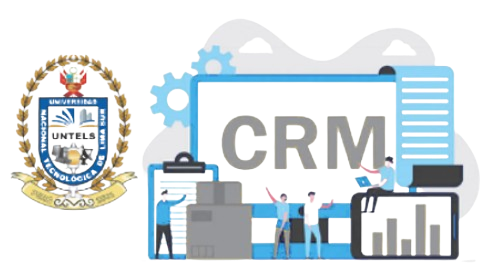 UNIVERSIDAD
NACIONAL TECNOLÓGICA DE LIMA SUR
UNTELS
CRM